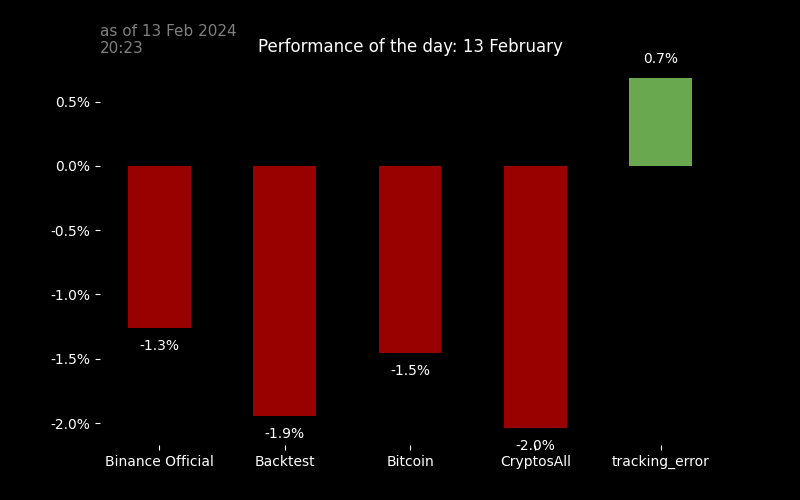 as of 13 Feb 2024
20:23
Performance of the day: 13 February
0.7%
0.5%
0.0%
-0.5%
-1.0%
-1.5%
-2.0%
-1.3%
-1.9%
-1.5%
-2.0%
Binance Official
Backtest
Bitcoin
CryptosAll
tracking_error